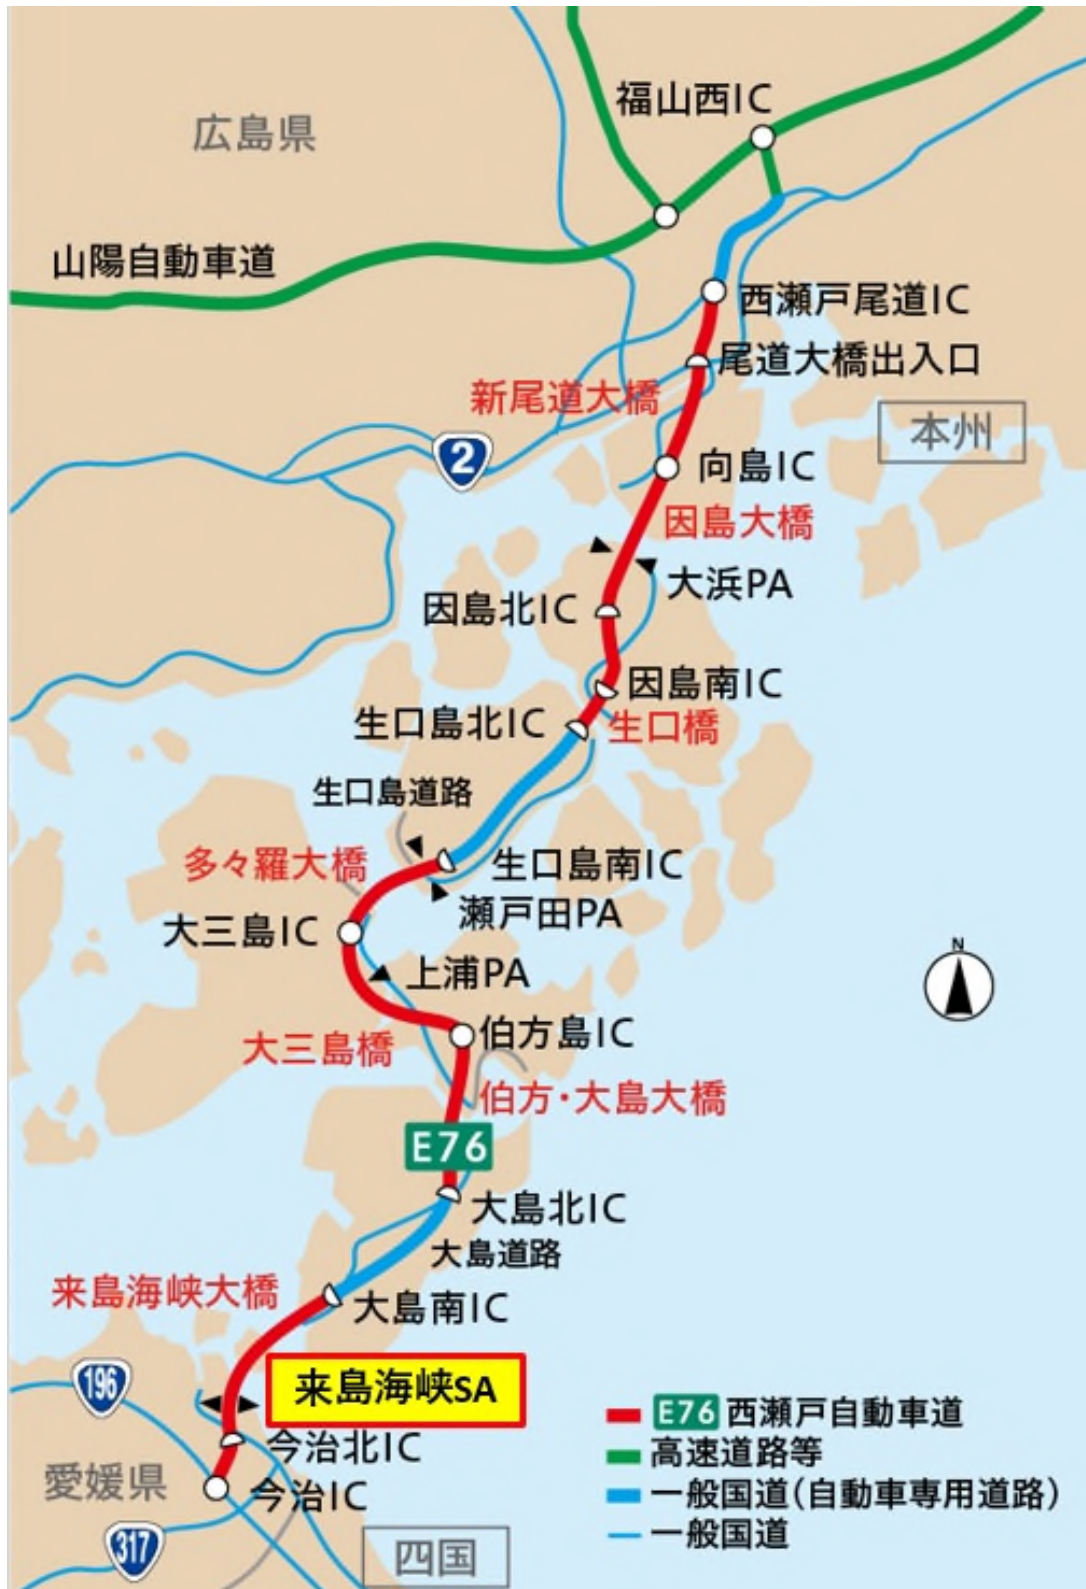 福山西IC
広島県
山陽自動車道
西瀬戸尾道IC
尾道大橋出入口
新尾道大橋
本州
2
向島IC
因島大橋
大浜PA
因島北IC
因島南IC
生口島北IC
生口橋
生口島道路
多々羅大橋
生口島南IC
瀬戸田PA
大三島IC
N
上浦PA
伯方島IC
大三島橋
伯方・大島大橋
E76
大島北IC
大島道路
来島海峡大橋
大島南IC
196
来島海峡SA
E76 西瀬戸自動車道
今治北IC
高速道路等
愛媛県
今治IC
一般国道(自動車専用道路)
317
一般国道
四国